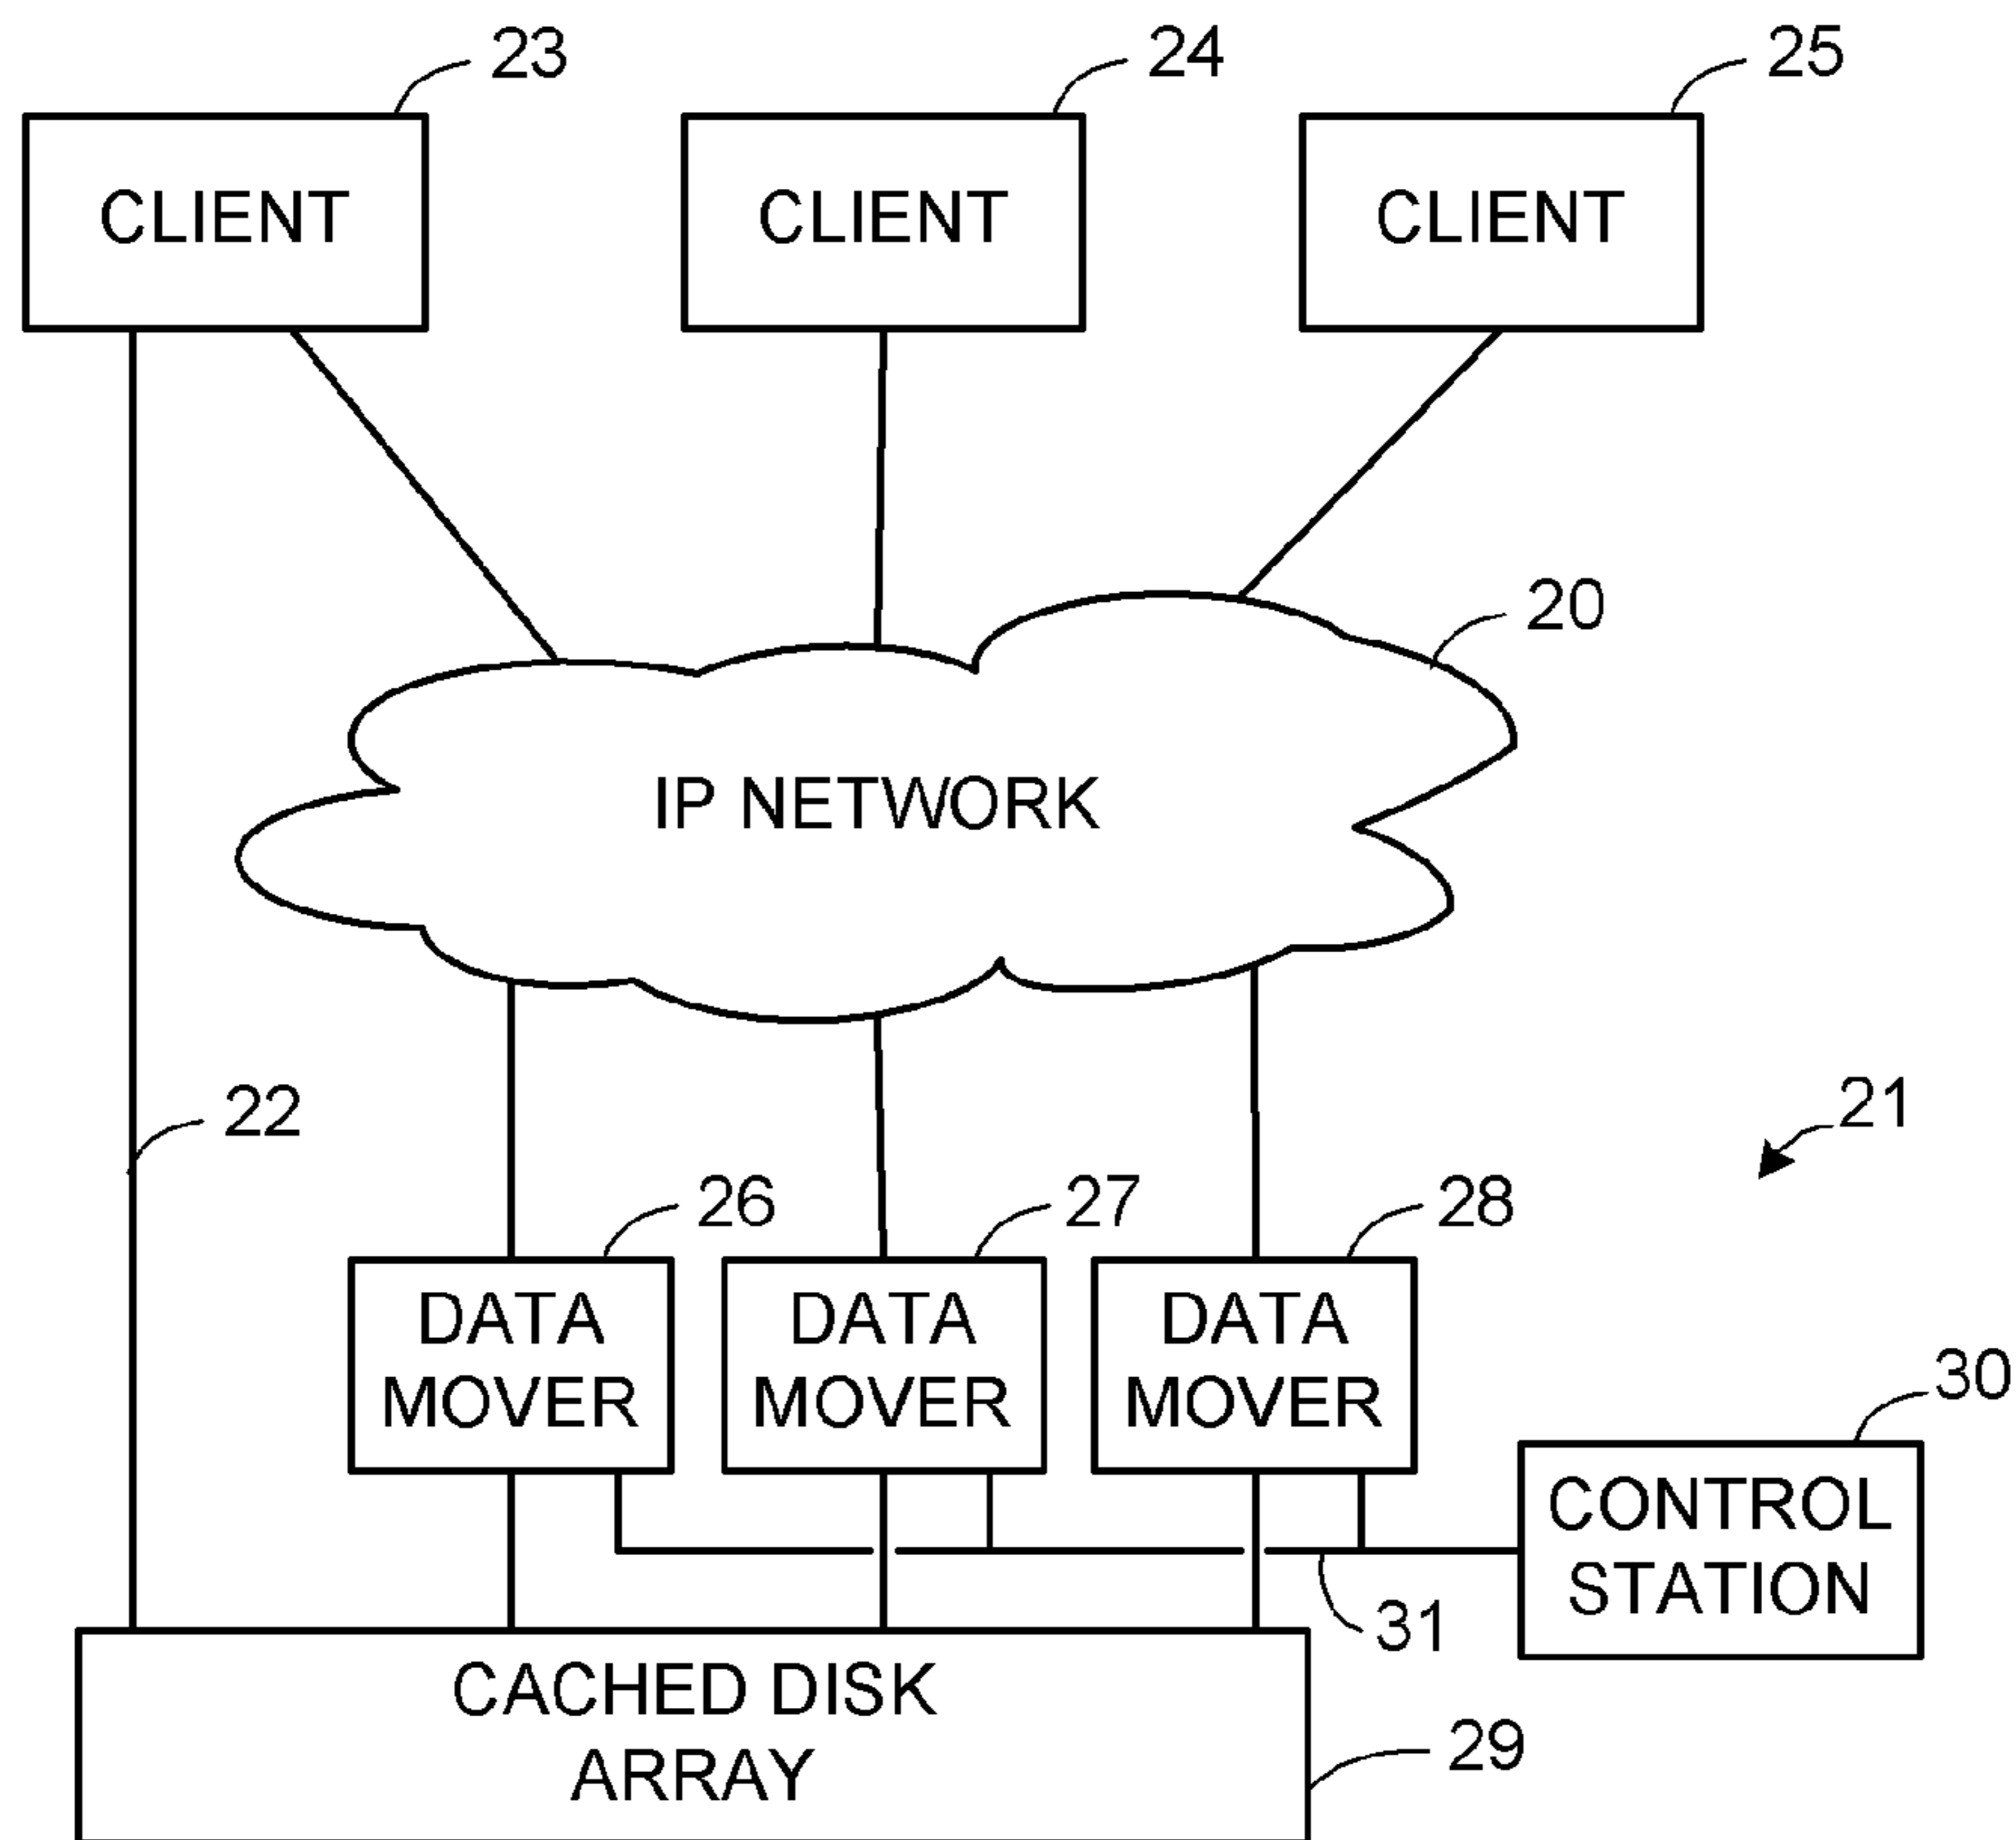 23
24
25
CLIENT
CLIENT
CLIENT
20
IP NETWORK
22
21
26
27
28
DATA
MOVER
DATA
MOVER
DATA
MOVER
30
CONTROL
STATION
31
CACHED DISK
ARRAY
29